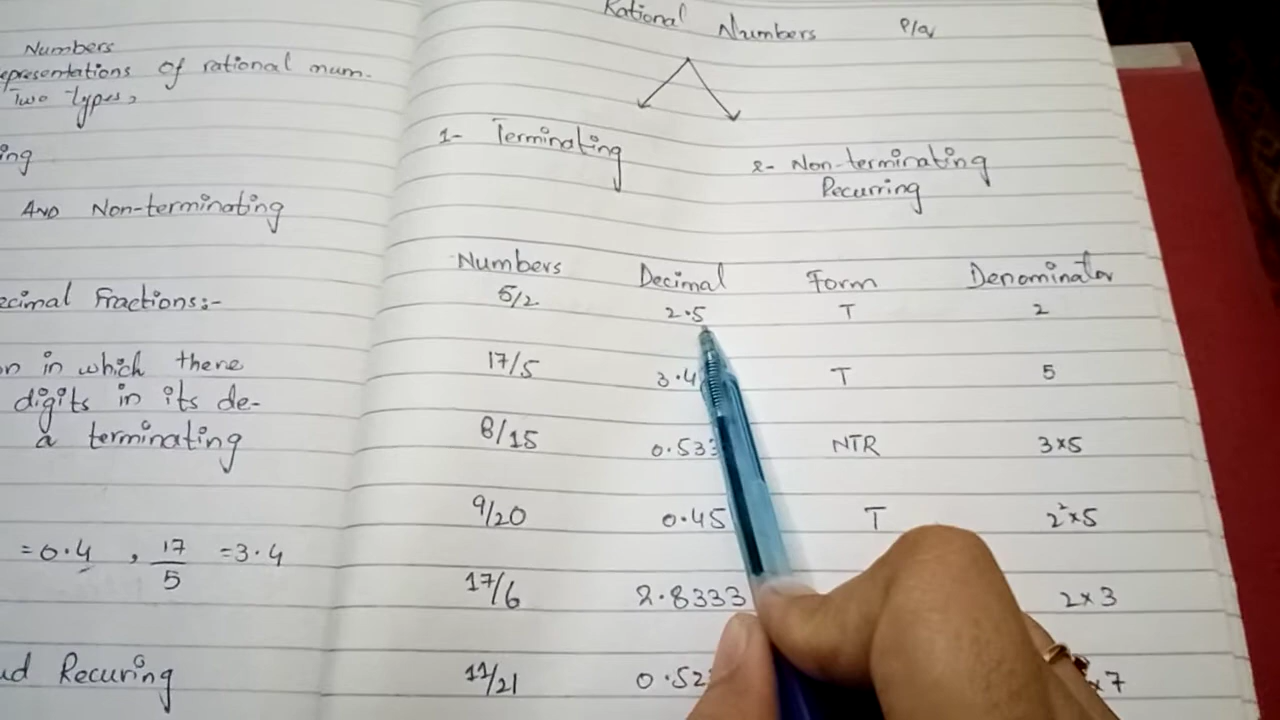 Numbers
epresentations of rational num-
Two Types,
ing
AND Non-terminating
ecimal Fractions:-
on in which there
digits in its de-
a terminating
=0.4 , 17/5 =3.4
nd Recuring
Rational Numbers P/q
1- Terminating
2- Non-terminating
Recurring
Numbers Decimal Form Denominator
5/2 2.5 T 2
17/5 3.4 T 5
8/15 0.533 NTR 3×5
9/20 0.45 T 2²×5
17/6 2.8333 2×3
11/21 0.52 ×7